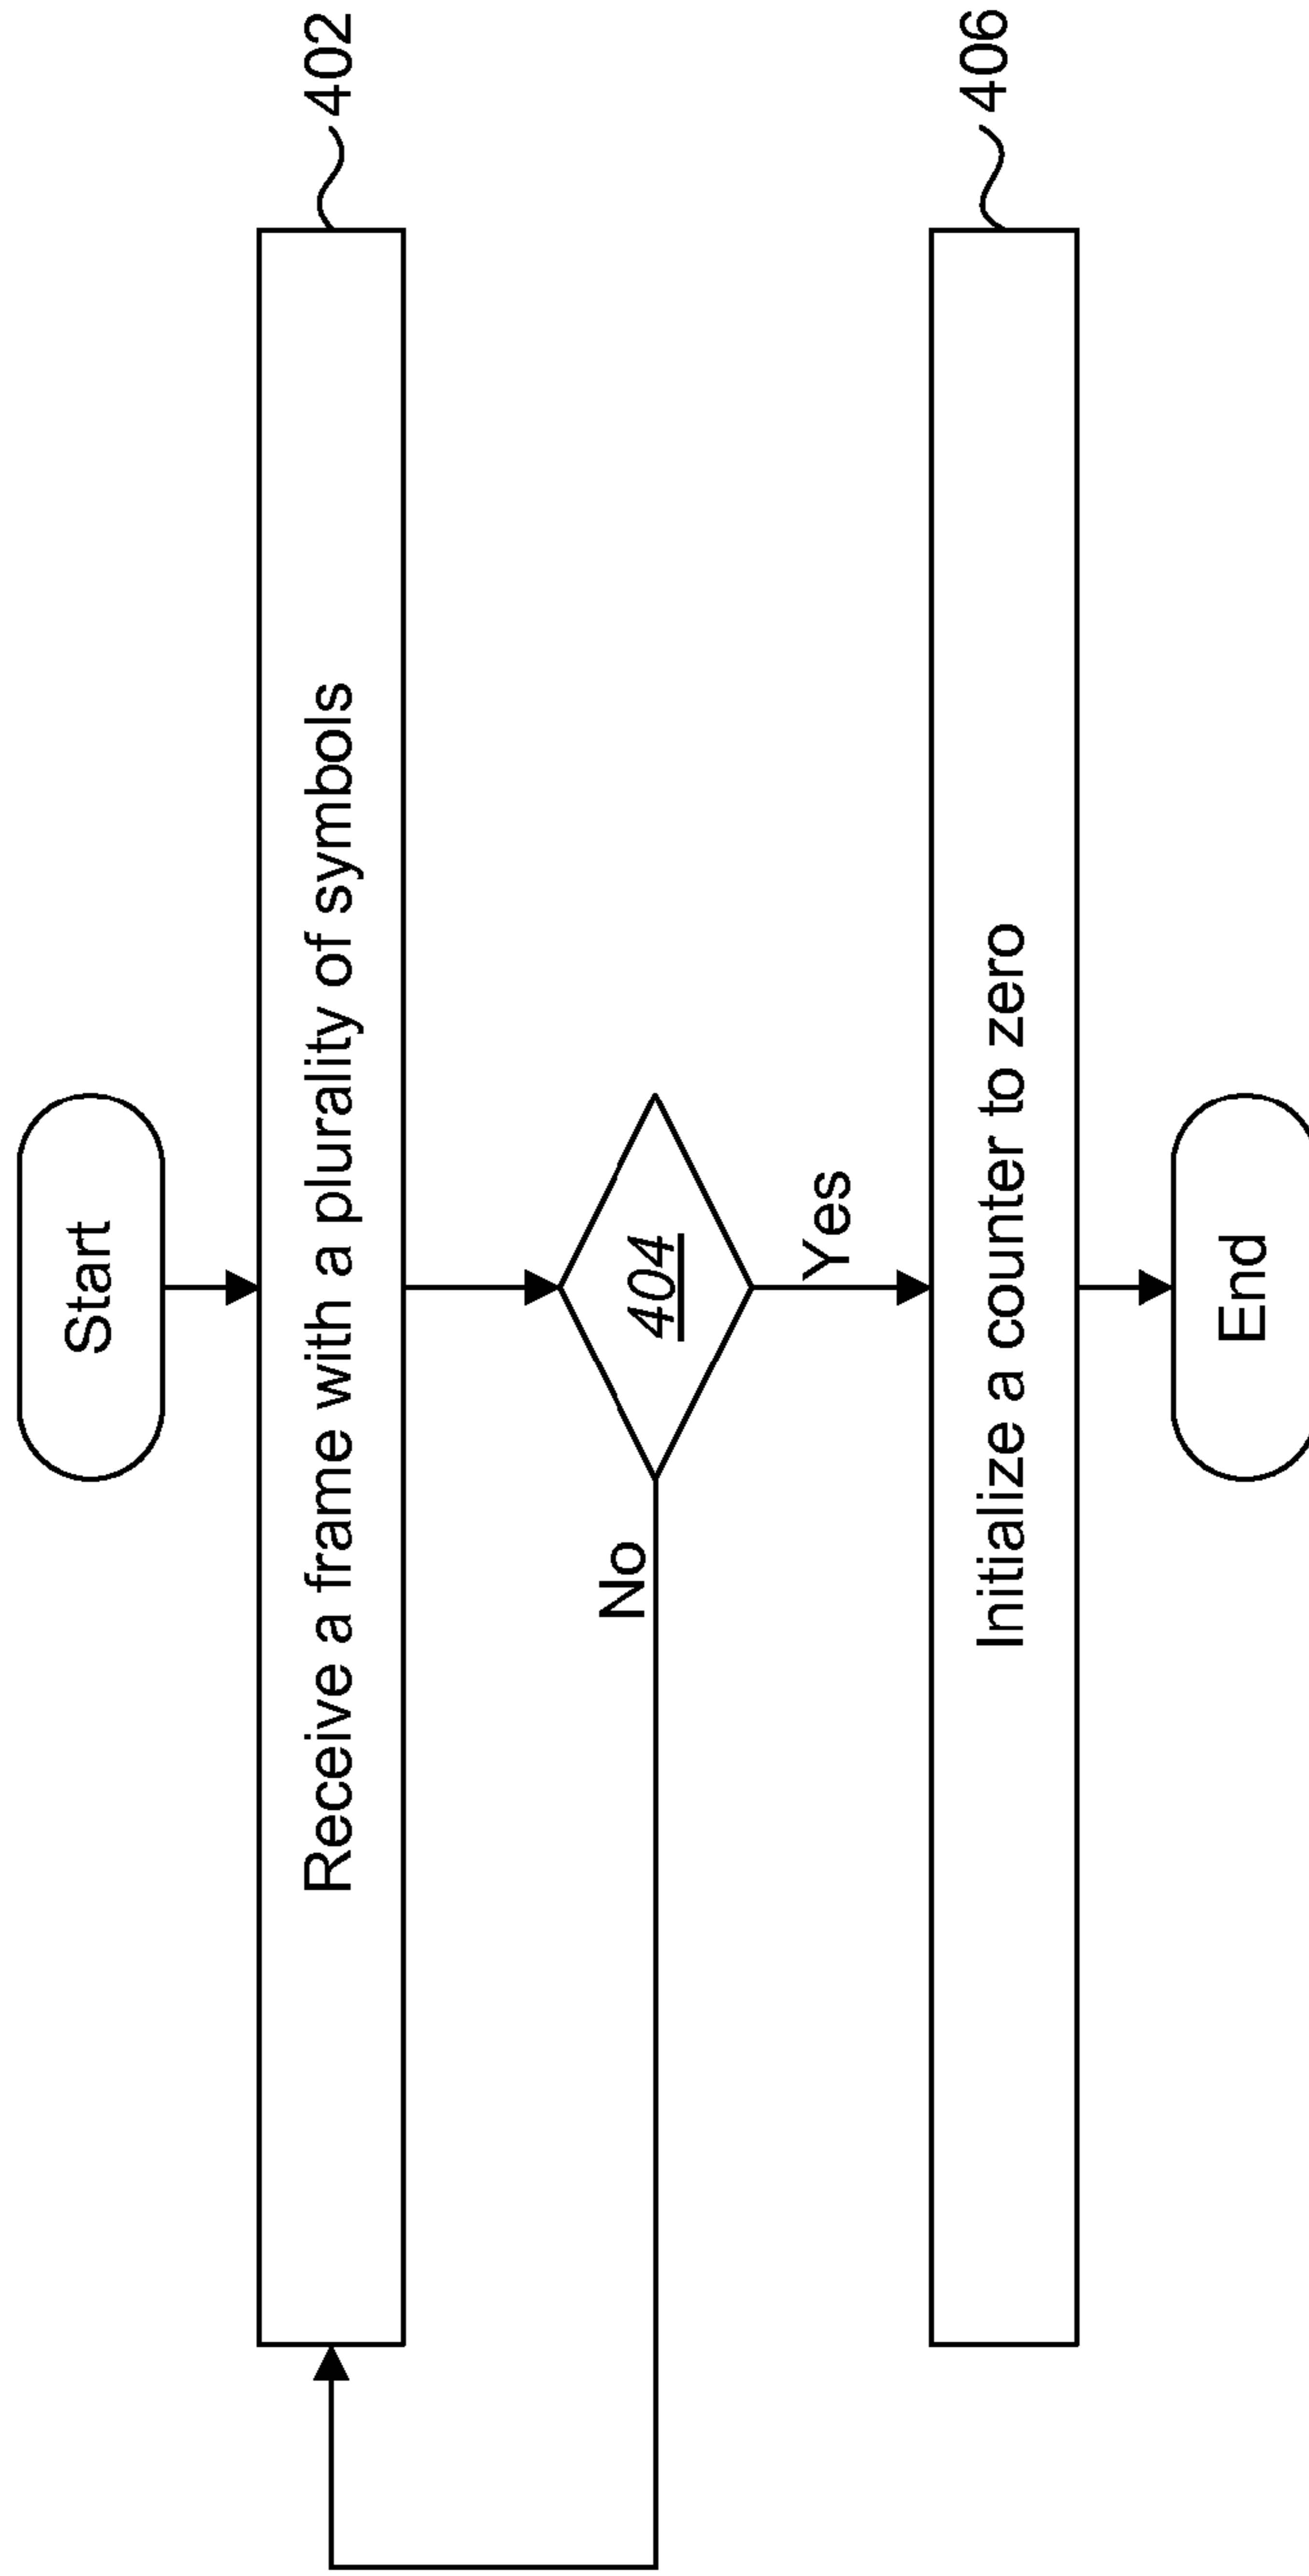 Start
Receive a frame with a plurality of symbols
402
404
No
Yes
Initialize a counter to zero
406
End